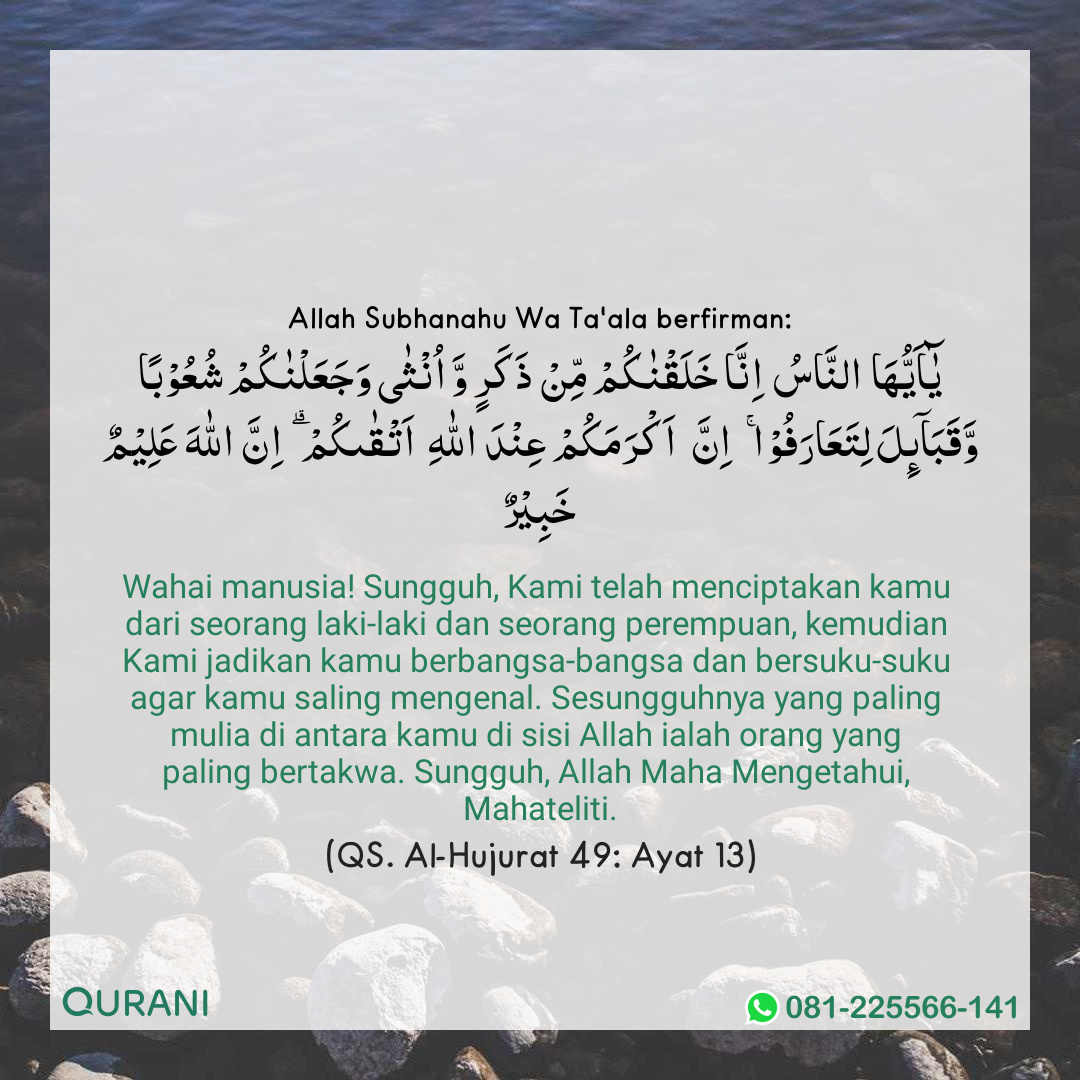 Allah Subhanahu Wa Ta'ala berfirman:
يٰۤاَيُّهَا النَّاسُ اِنَّا خَلَقْنٰكُمْ مِّنْ ذَكَرٍ وَّ اُنْثٰى وَجَعَلْنٰكُمْ شُعُوْبًا
وَّقَبَآئِلَ لِتَعَارَفُوْا ۚ اِنَّ اَكْرَمَكُمْ عِنْدَ اللّٰهِ اَتْقٰىكُمْ ۗ اِنَّ اللّٰهَ عَلِيْمٌ
خَبِيْرٌ
Wahai manusia! Sungguh, Kami telah menciptakan kamu
dari seorang laki-laki dan seorang perempuan, kemudian
Kami jadikan kamu berbangsa-bangsa dan bersuku-suku
agar kamu saling mengenal. Sesungguhnya yang paling
mulia di antara kamu di sisi Allah ialah orang yang
paling bertakwa. Sungguh, Allah Maha Mengetahui,
Mahateliti.
(QS. Al-Hujurat 49: Ayat 13)
QURANI
081-225566-141